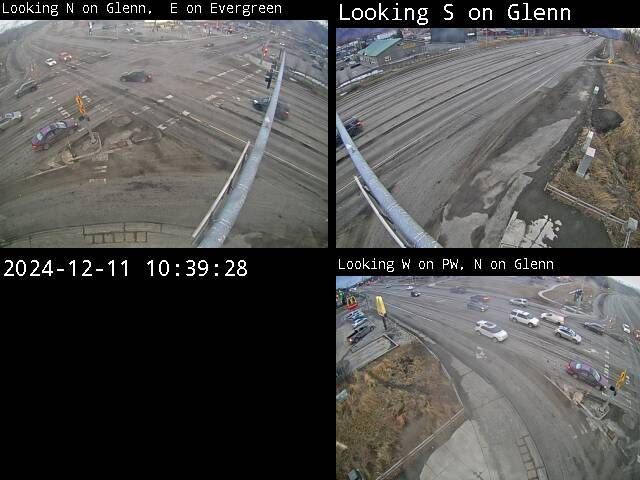 Looking N on Glenn,  E on Evergreen
Looking S on Glenn
2024-12-11 10:39:28
Looking W on PW, N on Glenn